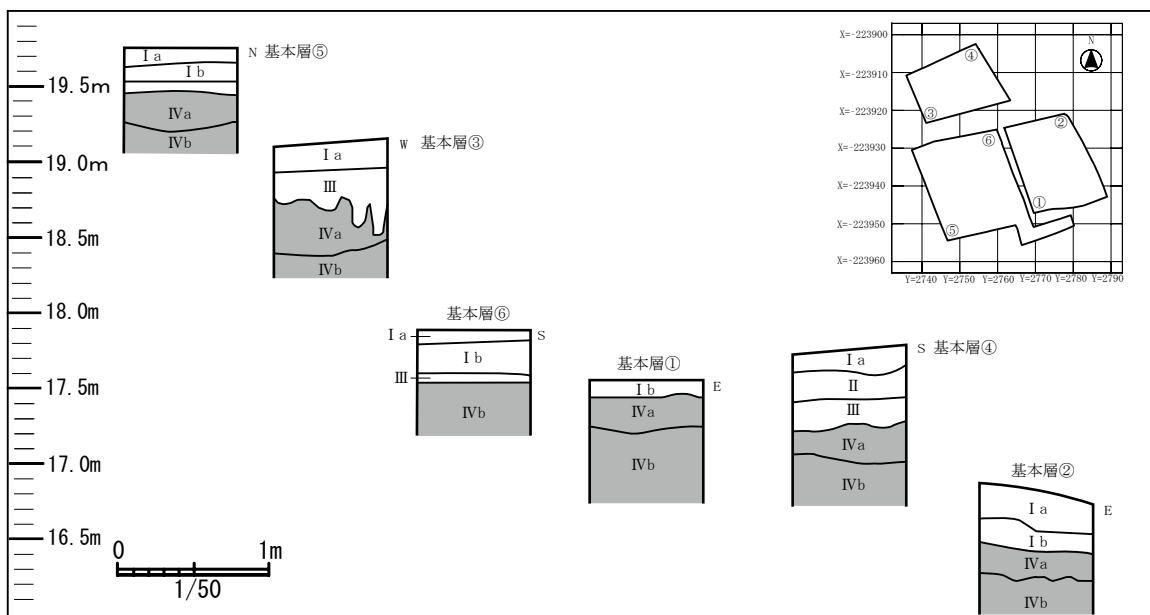 19.5m
19.0m
18.5m
18.0m
17.5m
17.0m
16.5m
0 1m
1/50
N 基本層⑤
Ⅰa
Ⅰb
Ⅳa
Ⅳb
W 基本層③
Ⅰa
Ⅲ
Ⅳa
Ⅳb
基本層⑥
S
Ⅰa
Ⅰb
Ⅲ
Ⅳb
基本層①
E
Ⅰb
Ⅳa
Ⅳb
S 基本層④
Ⅰa
Ⅱ
Ⅲ
Ⅳa
Ⅳb
基本層②
E
Ⅰa
Ⅰb
Ⅳa
Ⅳb
N
X=-223900
X=-223910
X=-223920
X=-223930
X=-223940
X=-223950
X=-223960
Y=2740 Y=2750 Y=2760 Y=2770 Y=2780 Y=2790
④
③
②
⑥
①
⑤